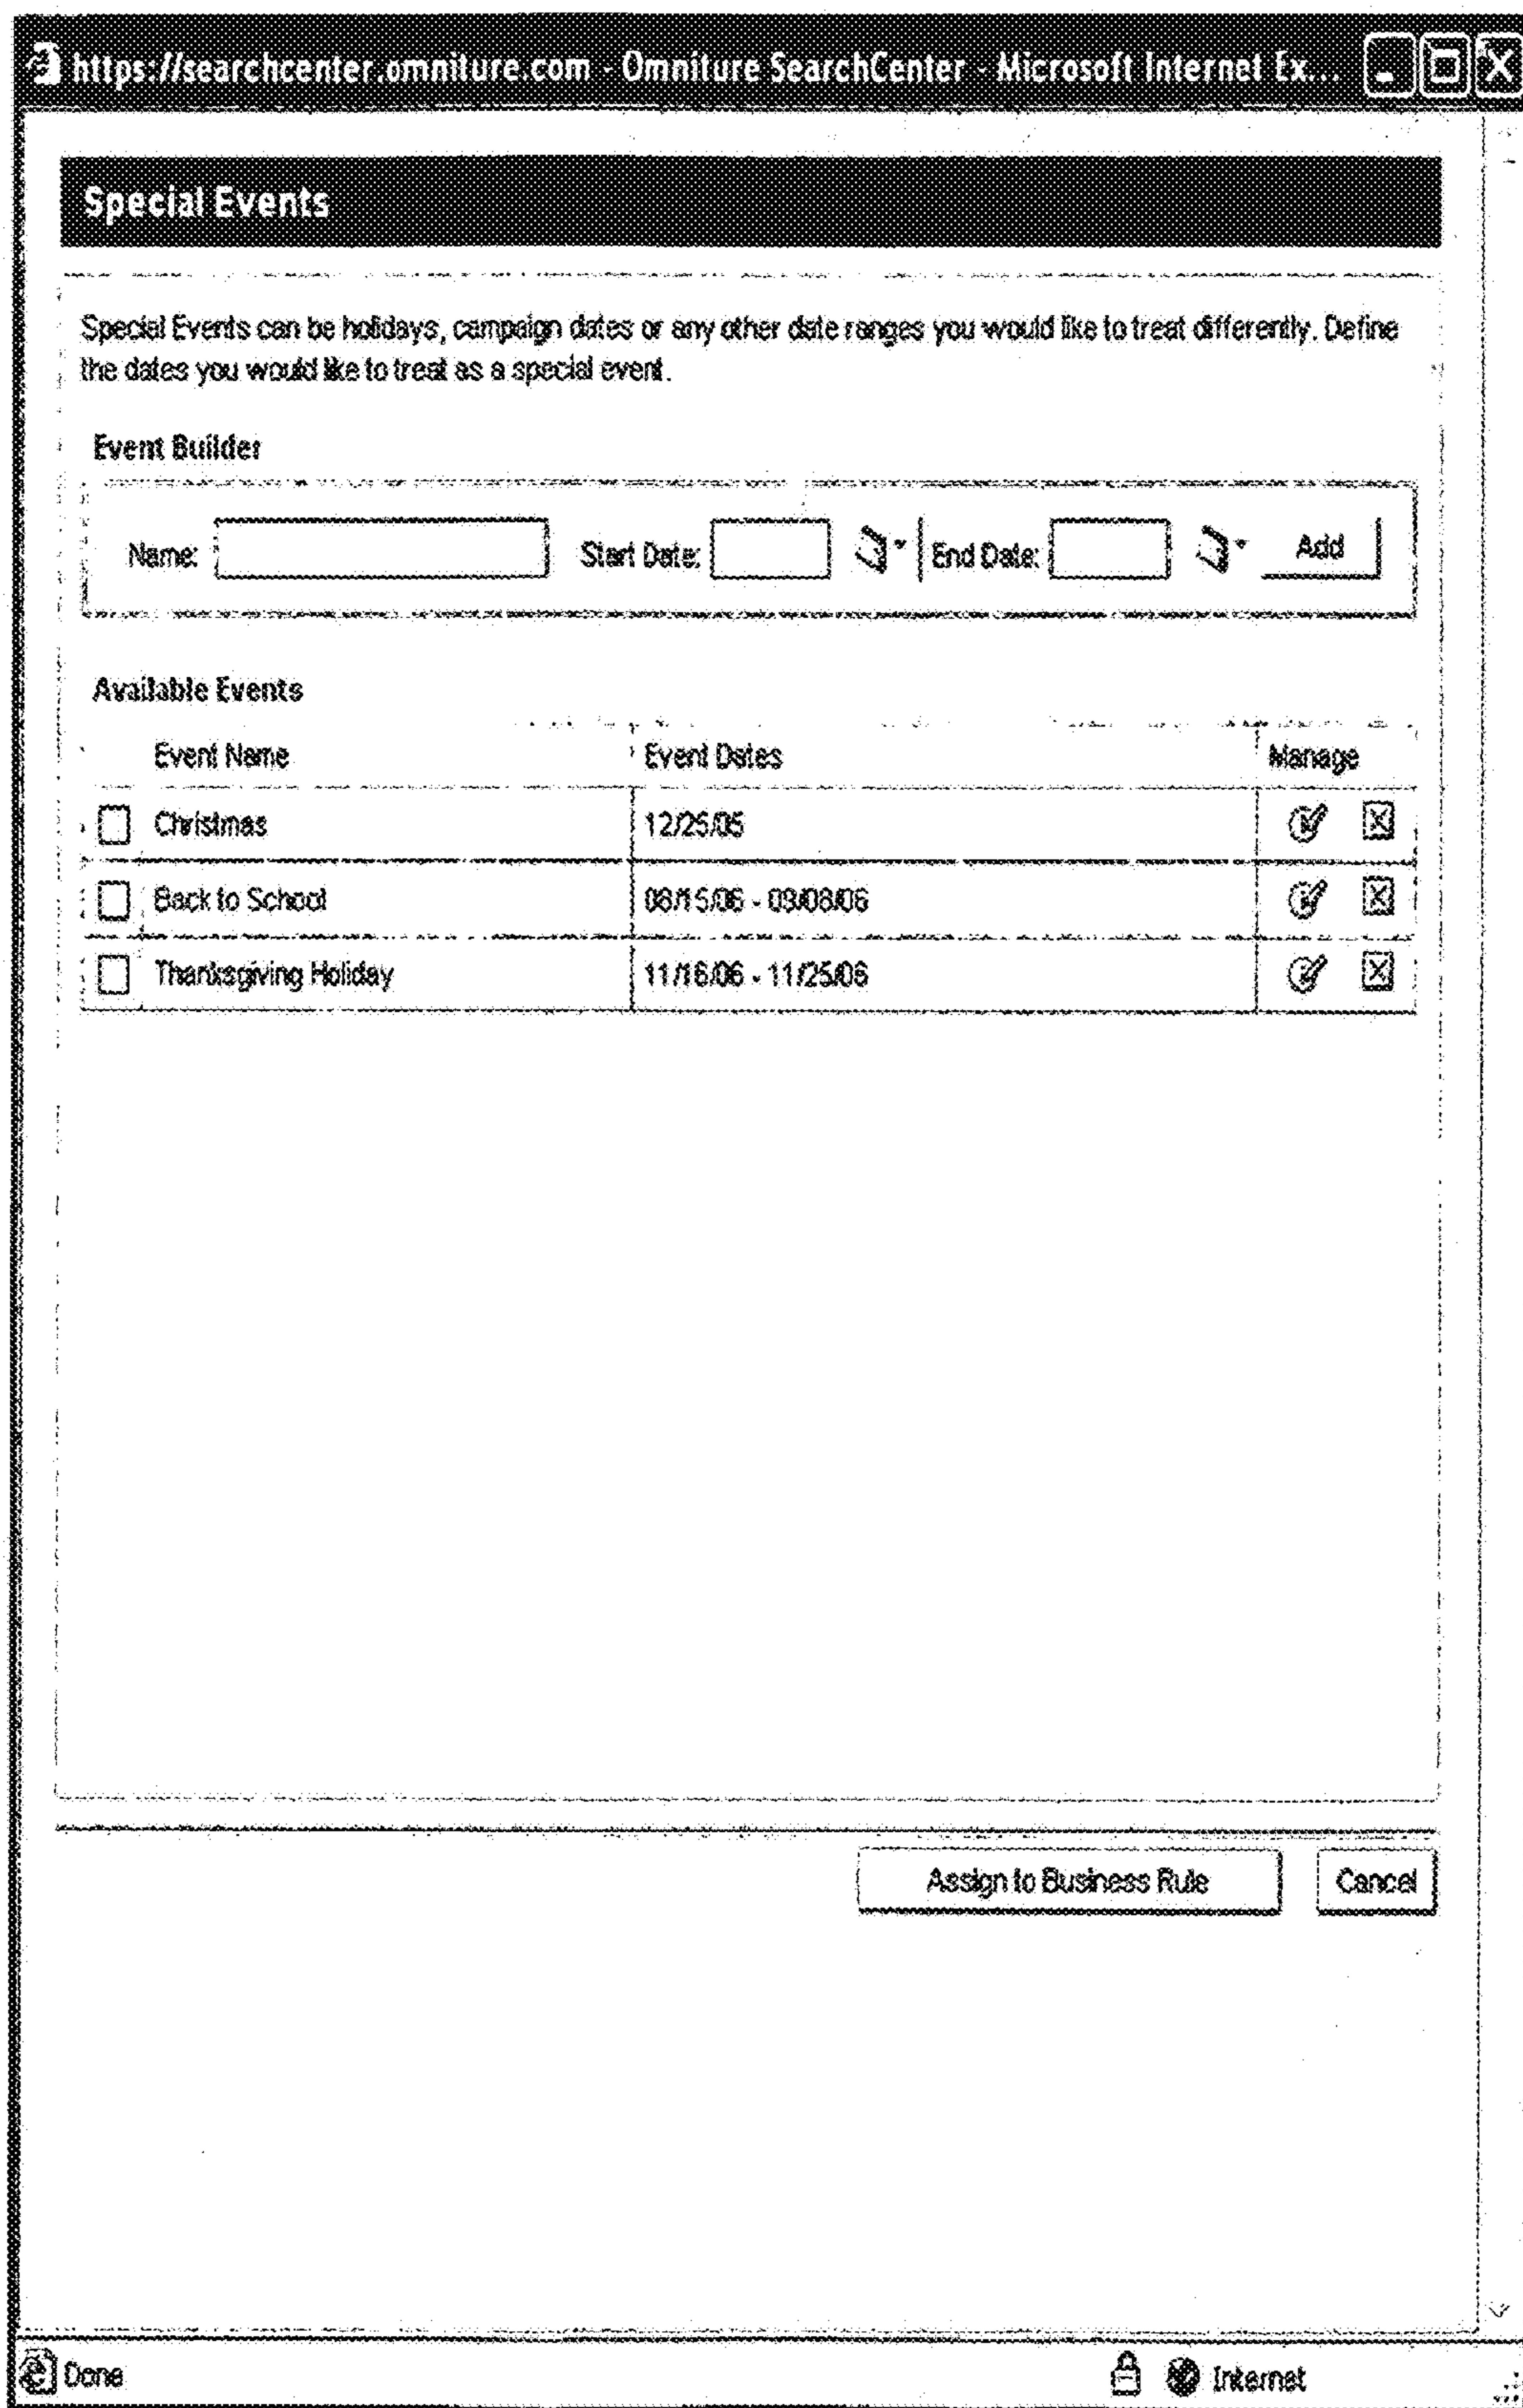 https://searchcenter.omniture.com - Omniture SearchCenter - Microsoft Internet Ex...
Special Events
Special Events can be holidays, campaign dates or any other date ranges you would like to treat differently. Define
the dates you would like to treat as a special event.
Event Builder
Name: Start Date: End Date: Add
Available Events
Event Name Event Dates Manage
Christmas 12/25/05
Back to School 08/15/06 - 09/08/06
Thanksgiving Holiday 11/16/06 - 11/25/06
Assign to Business Rule Cancel
Done Internet